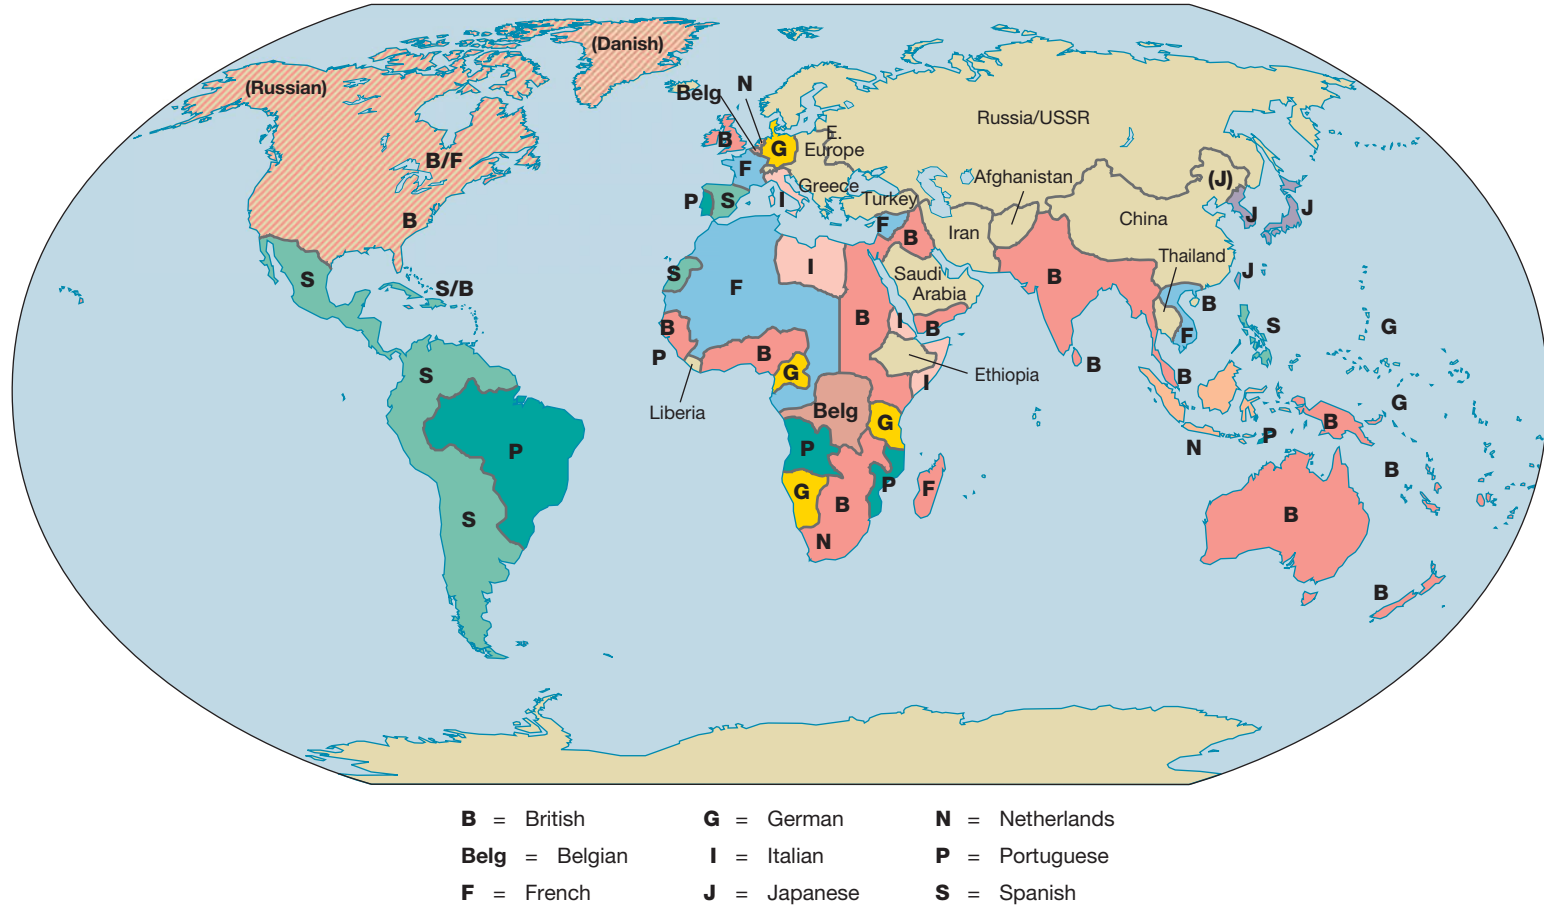 (Danish)
(Russian)
N
Belg
Russia/USSR
E.
Europe
B
G
B/F
F
Afghanistan
(J)
Greece
P
S
I
Turkey
J
J
B
F
B
Iran
China
Thailand
S
S
F
I
Saudi
Arabia
B
J
S/B
B
B
B
I
B
F
S
G
P
B
G
B
S
Liberia
Ethiopia
I
B
Belg
G
G
B
P
N
P
P
B
G
P
F
S
B
B
N
B
B = British
G = German
N = Netherlands
Belg = Belgian
I = Italian
P = Portuguese
F = French
J = Japanese
S = Spanish